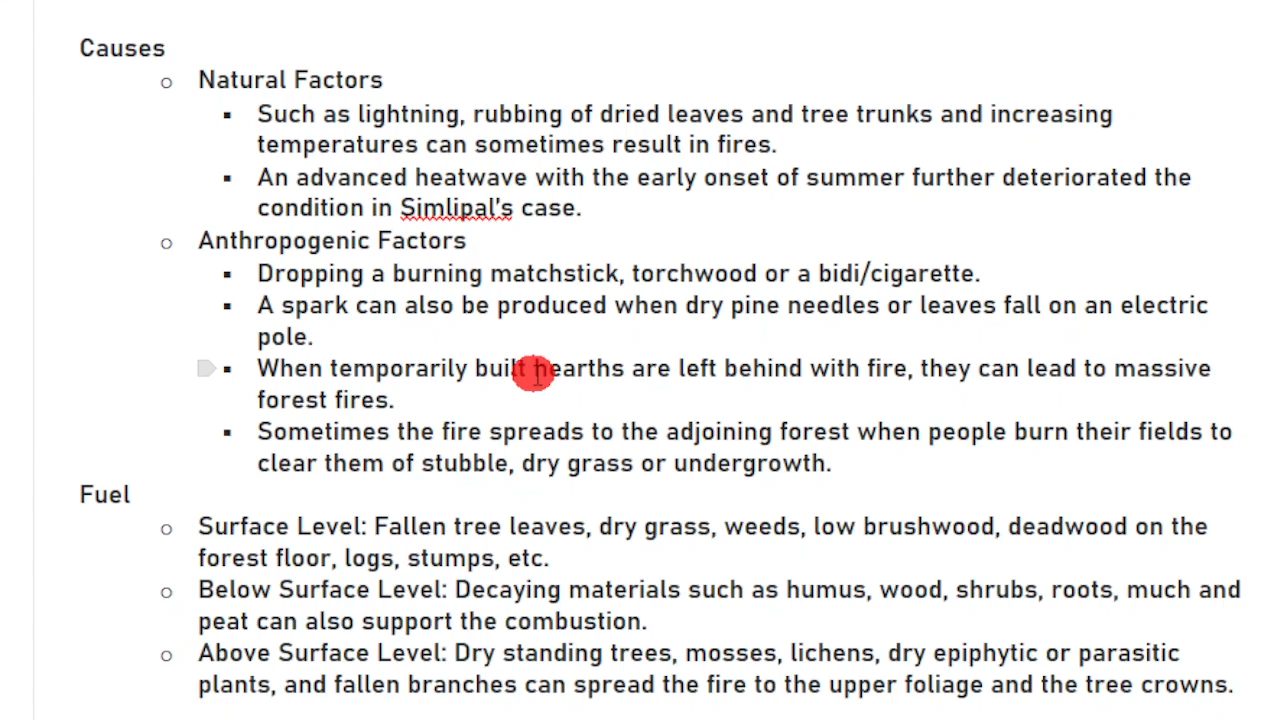 Causes
o Natural Factors
▪ Such as lightning, rubbing of dried leaves and tree trunks and increasing
temperatures can sometimes result in fires.
▪ An advanced heatwave with the early onset of summer further deteriorated the
condition in Simlipal's case.
o Anthropogenic Factors
▪ Dropping a burning matchstick, torchwood or a bidi/cigarette.
▪ A spark can also be produced when dry pine needles or leaves fall on an electric
pole.
▪ When temporarily built hearths are left behind with fire, they can lead to massive
forest fires.
▪ Sometimes the fire spreads to the adjoining forest when people burn their fields to
clear them of stubble, dry grass or undergrowth.
Fuel
o Surface Level: Fallen tree leaves, dry grass, weeds, low brushwood, deadwood on the
forest floor, logs, stumps, etc.
o Below Surface Level: Decaying materials such as humus, wood, shrubs, roots, much and
peat can also support the combustion.
o Above Surface Level: Dry standing trees, mosses, lichens, dry epiphytic or parasitic
plants, and fallen branches can spread the fire to the upper foliage and the tree crowns.